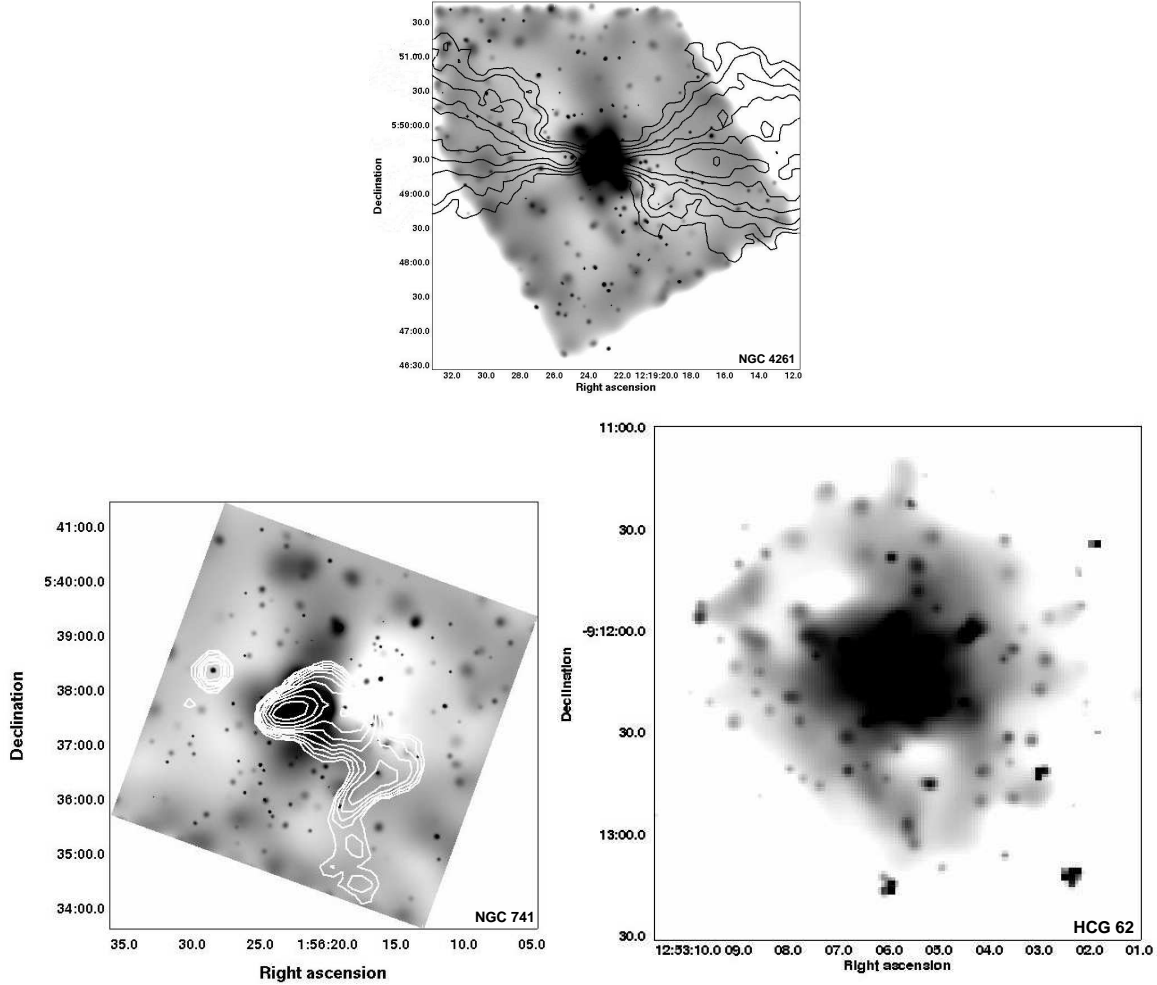 30.0
51:00.0
30.0
5:50:00.0
30.0
49:00.0
30.0
48:00.0
30.0
47:00.0
46:30.0
Declination
NGC 4261
32.0 30.0 28.0 26.0 24.0 22.0 12:19:20.0 18.0 16.0 14.0 12.0
Right ascension
41:00.0
5:40:00.0
39:00.0
38:00.0
37:00.0
36:00.0
35:00.0
34:00.0
Declination
NGC 741
35.0 30.0 25.0 1:56:20.0 15.0 10.0 05.0
Right ascension
11:00.0
30.0
-9:12:00.0
30.0
13:00.0
30.0
Declination
HCG 62
12:53:10.0 09.0 08.0 07.0 06.0 05.0 04.0 03.0 02.0 01.0
Right ascension